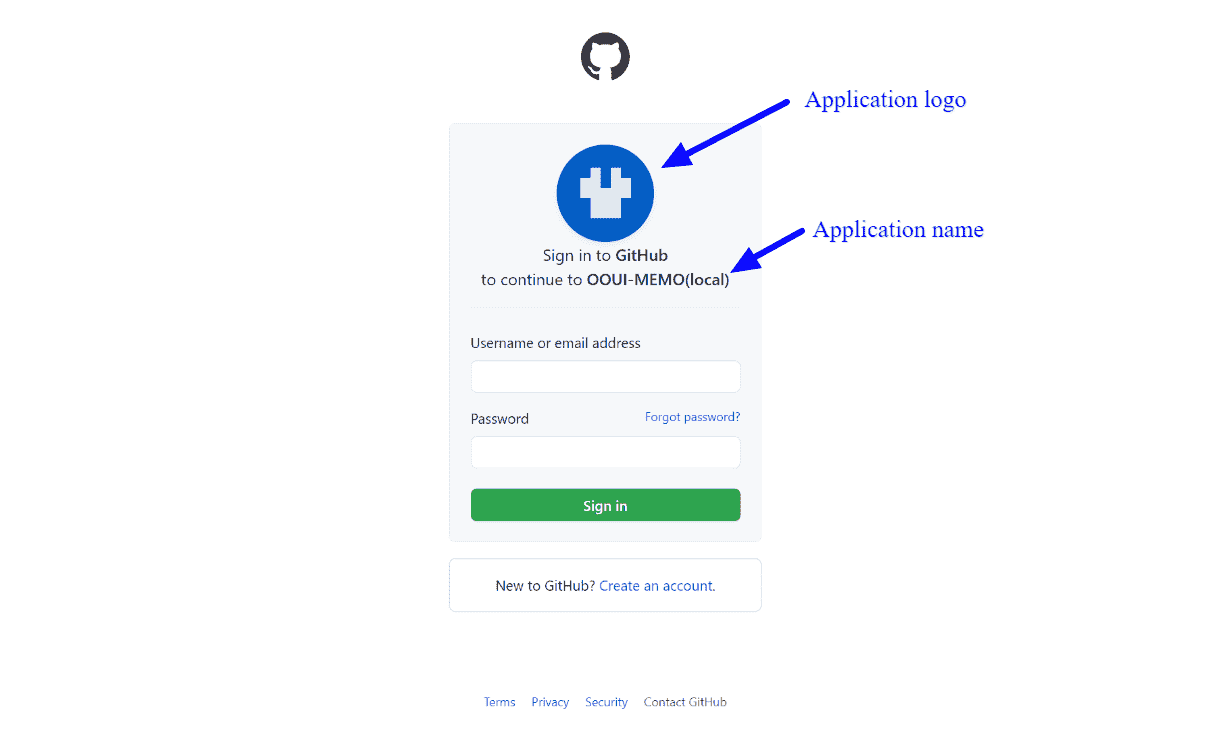 Application logo
Application name
Sign in to GitHub
to continue to OOUI-MEMO(local)
Username or email address
Password
Forgot password?
Sign in
New to GitHub? Create an account.
Terms Privacy Security Contact GitHub